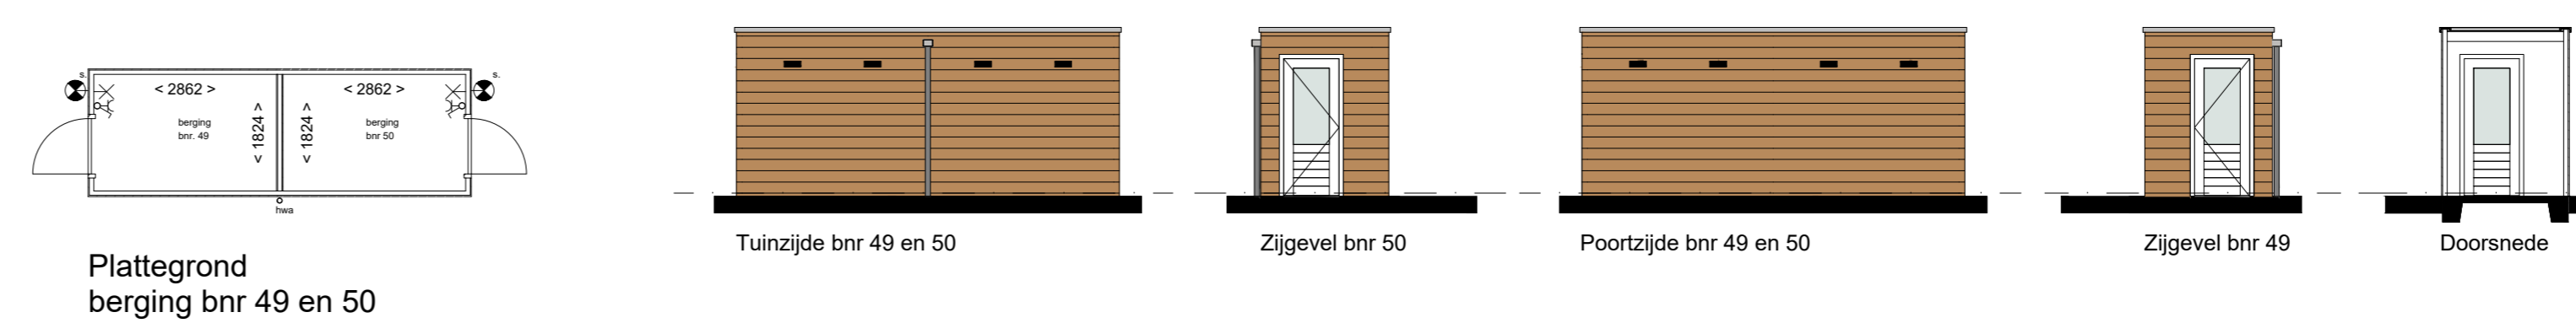 s.
s.
< 2862 >
< 2862 >
< 1824 >
< 1824 >
berging
bnr. 49
berging
bnr 50
hwa
Plattegrond
berging bnr 49 en 50
Tuinzijde bnr 49 en 50
Zijgevel bnr 50
Poortzijde bnr 49 en 50
Zijgevel bnr 49
Doorsnede